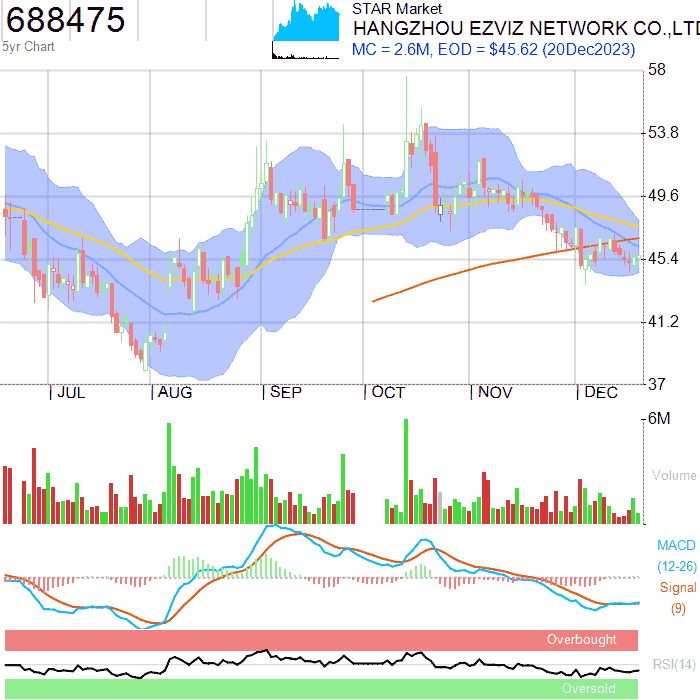 688475
5yr Chart
STAR Market
HANGZHOU EZVIZ NETWORK CO.,LTD
MC = 2.6M, EOD = $45.62 (20Dec2023)
58
53.8
49.6
45.4
41.2
37
JUL
AUG
SEP
OCT
NOV
DEC
6M
Volume
MACD
(12-26)
Signal
(9)
Overbought
RSI(14)
Oversold